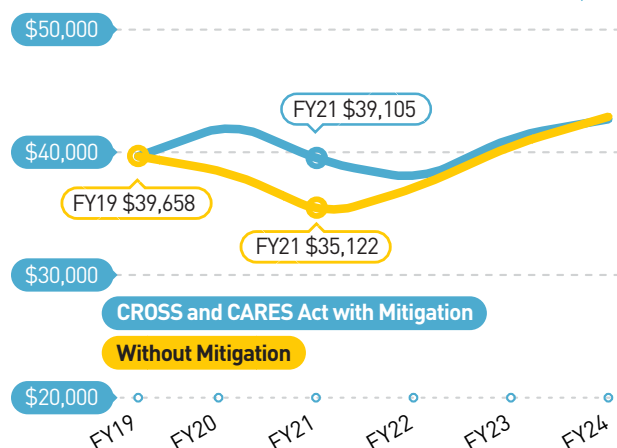 $50,000
FY21 $39,105
$40,000
FY19 $39,658
FY21 $35,122
$30,000
CROSS and CARES Act with Mitigation
Without Mitigation
$20,000
FY19 FY20 FY21 FY22 FY23 FY24